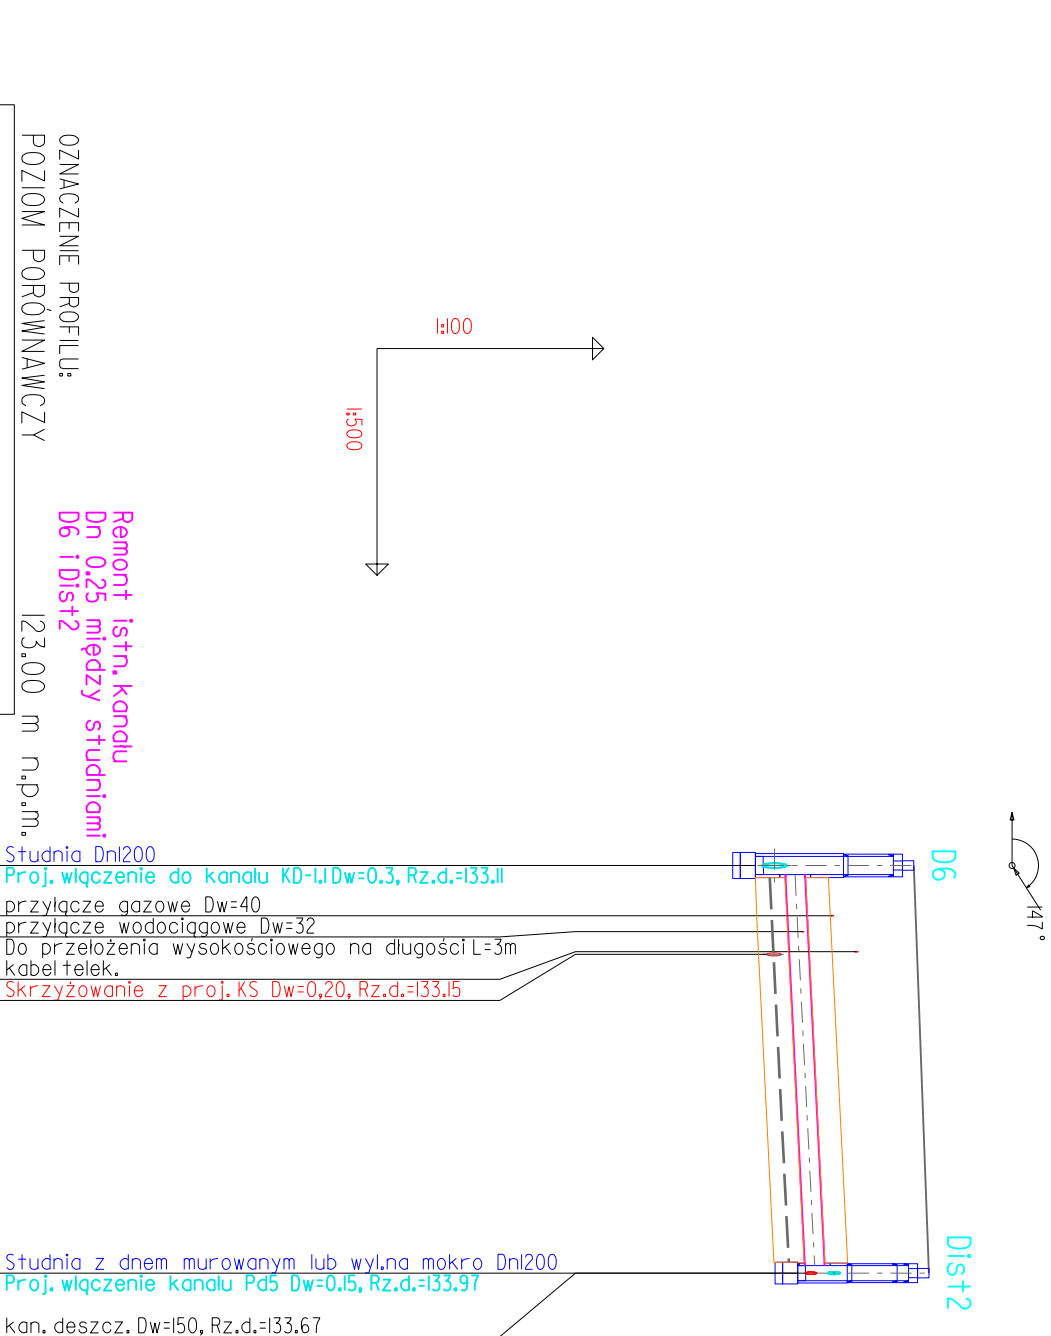 OZNACZENIE PROFILU:
POZIOM PORÓWNAWCZY 123.00 m n.p.m.
Remont istn. kanału
Dn 0.25 między studniami
D6 i Dist2
1:100
1:500
D6
147°
Dist2
Studnia Dn1200
Proj. włączenie do kanału KD-1.1 Dw=0.3, Rz.d.=133.11
przyłącze gazowe Dw=40
przyłącze wodociągowe Dw=32
Do przełożenia wysokościowego na długości L=3m
kabel telek.
Skrzyżowanie z proj. KS Dw=0,20, Rz.d.=133.15
Studnia z dnem murowanym lub wyl.na mokro Dn1200
Proj. włączenie kanału Pd5 Dw=0.15, Rz.d.=133.97
kan. deszcz. Dw=150, Rz.d.=133.67